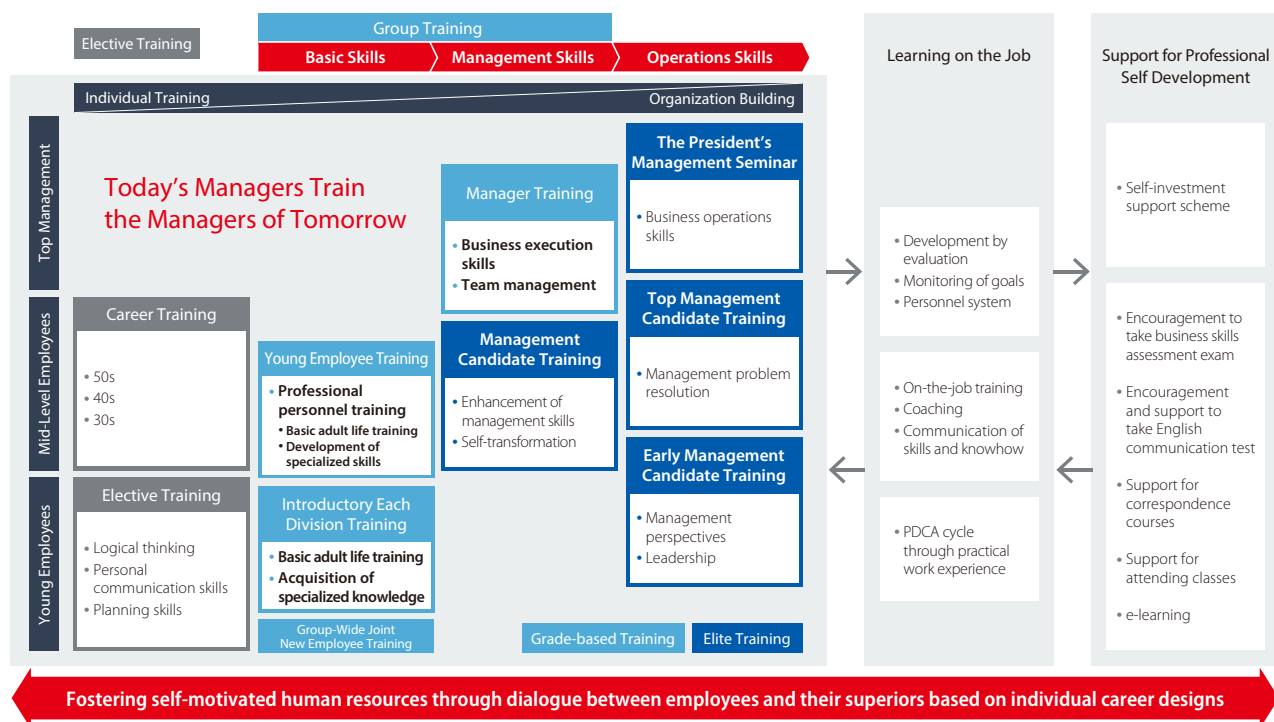 Elective Training
Group Training
Basic Skills
Management Skills
Operations Skills
Learning on the Job
Support for Professional
Self Development
Individual Training
Organization Building
Top Management
Mid-Level Employees
Young Employees
Today's Managers Train
the Managers of Tomorrow
Career Training
• 50s
• 40s
• 30s
Elective Training
• Logical thinking
• Personal
communication skills
• Planning skills
Young Employee Training
• Professional
personnel training
• Basic adult life training
• Development of
specialized skills
Introductory Each
Division Training
• Basic adult life training
• Acquisition of
specialized knowledge
Group-Wide Joint
New Employee Training
Manager Training
• Business execution
skills
• Team management
Management
Candidate Training
• Enhancement of
management skills
• Self-transformation
The President's
Management Seminar
• Business operations
skills
Top Management
Candidate Training
• Management problem
resolution
Early Management
Candidate Training
• Management
perspectives
• Leadership
Grade-based Training
Elite Training
• Development by
evaluation
• Monitoring of goals
• Personnel system
• On-the-job training
• Coaching
• Communication of
skills and knowhow
• PDCA cycle
through practical
work experience
• Self-investment
support scheme
• Encouragement to
take business skills
assessment exam
• Encouragement
and support to
take English
communication test
• Support for
correspondence
courses
• Support for
attending classes
• e-learning
Fostering self-motivated human resources through dialogue between employees and their superiors based on individual career designs